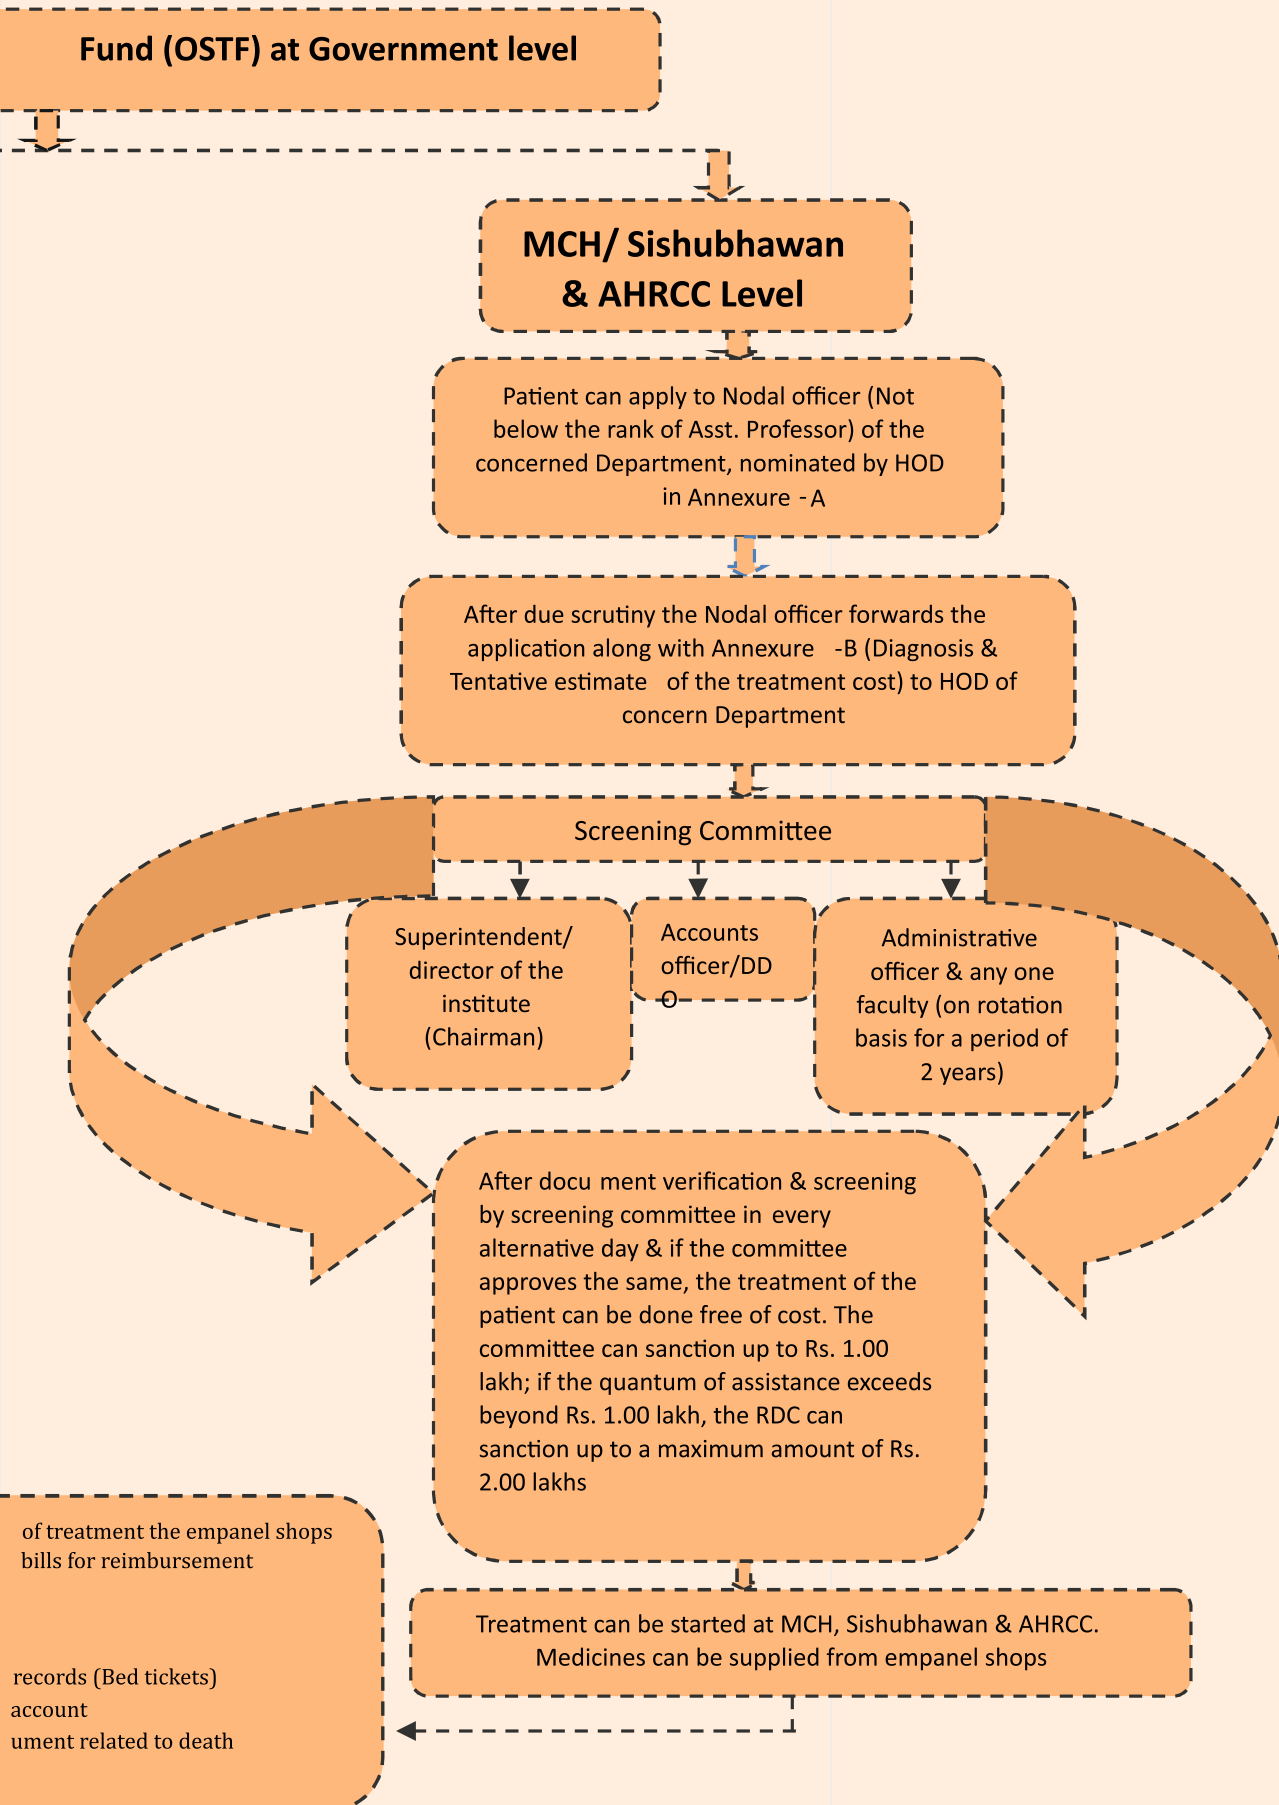 Fund (OSTF) at Government level
MCH/ Sishubhawan
& AHRCC Level
Patient can apply to Nodal officer (Not
below the rank of Asst. Professor) of the
concerned Department, nominated by HOD
in Annexure - A
After due scrutiny the Nodal officer forwards the
application along with Annexure -B (Diagnosis &
Tentative estimate of the treatment cost) to HOD of
concern Department
Screening Committee
Superintendent/
director of the
institute
(Chairman)
Accounts
officer/DD
O
Administrative
officer & any one
faculty (on rotation
basis for a period of
2 years)
After docu ment verification & screening
by screening committee in every
alternative day & if the committee
approves the same, the treatment of the
patient can be done free of cost. The
committee can sanction up to Rs. 1.00
lakh; if the quantum of assistance exceeds
beyond Rs. 1.00 lakh, the RDC can
sanction up to a maximum amount of Rs.
2.00 lakhs
of treatment the empanel shops
bills for reimbursement
records (Bed tickets)
account
ument related to death
Treatment can be started at MCH, Sishubhawan & AHRCC.
Medicines can be supplied from empanel shops